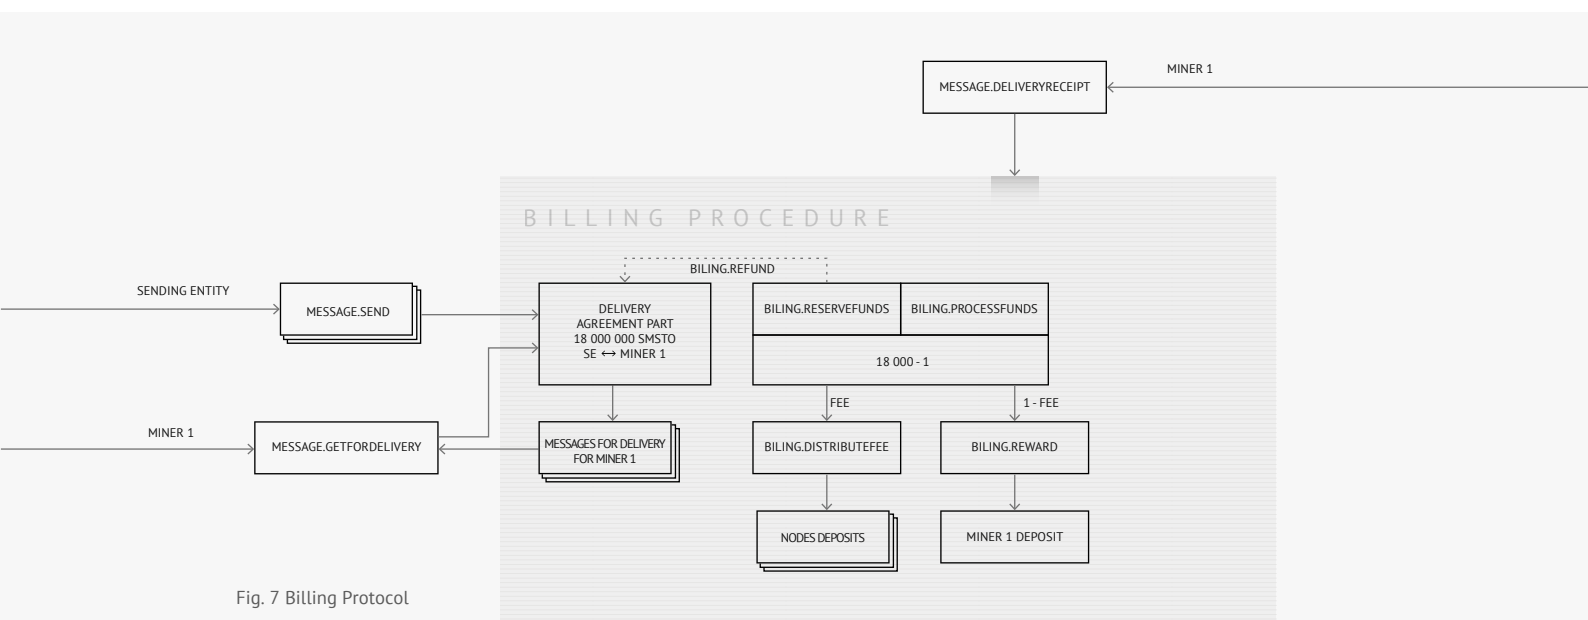 MINER 1
MESSAGE.DELIVERYRECEIPT
BILLING PROCEDURE
BILING.REFUND
SENDING ENTITY
MESSAGE.SEND
DELIVERY
AGREEMENT PART
18 000 000 SMSTO
SE ↔ MINER 1
BILING.RESERVEFUNDS
BILING.PROCESSFUNDS
18 000 - 1
FEE
1 - FEE
MINER 1
MESSAGE.GETFORDELIVERY
MESSAGES FOR DELIVERY
FOR MINER 1
BILING.DISTRIBUTEFEE
BILING.REWARD
NODES DEPOSITS
MINER 1 DEPOSIT
Fig. 7 Billing Protocol